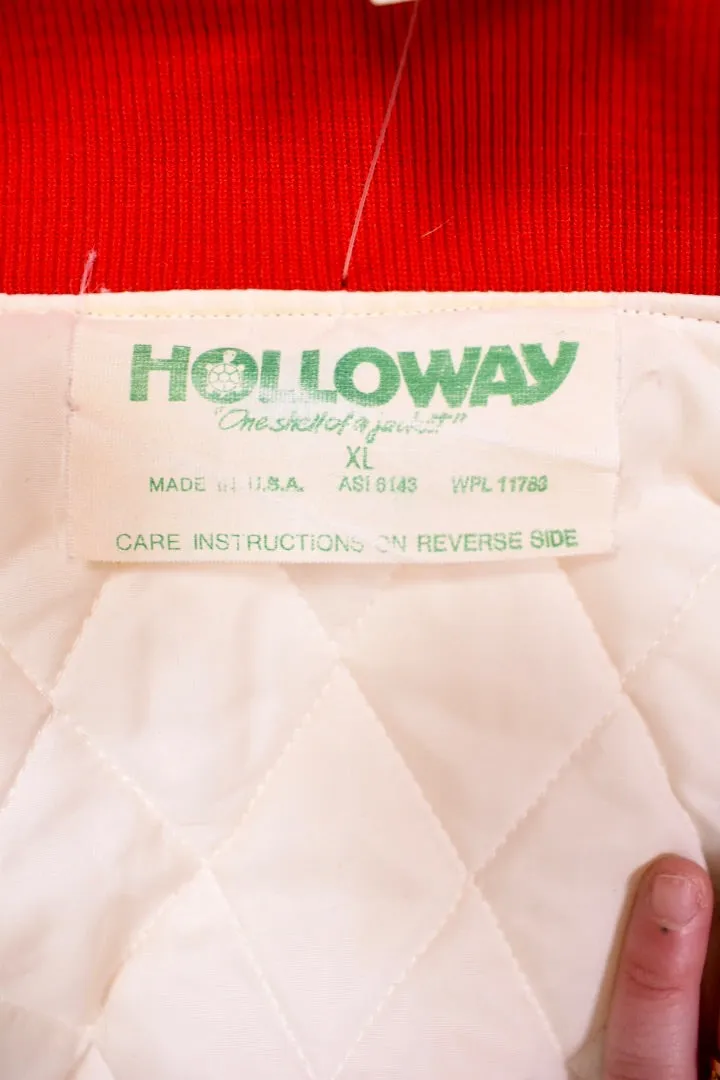 HOLLOWAY
"One shell of a jacket"
XL
MADE IN U.S.A. ASI 6143 WPL 11783
CARE INSTRUCTIONS ON REVERSE SIDE